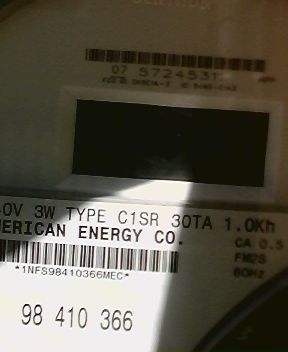 07 5724531
.0V 3W TYPE C1SR 30TA 1.0Kh
MERICAN ENERGY CO.
CA 0.5
FM2S
60Hz
*1NFS98410366MEC*
98 410 366